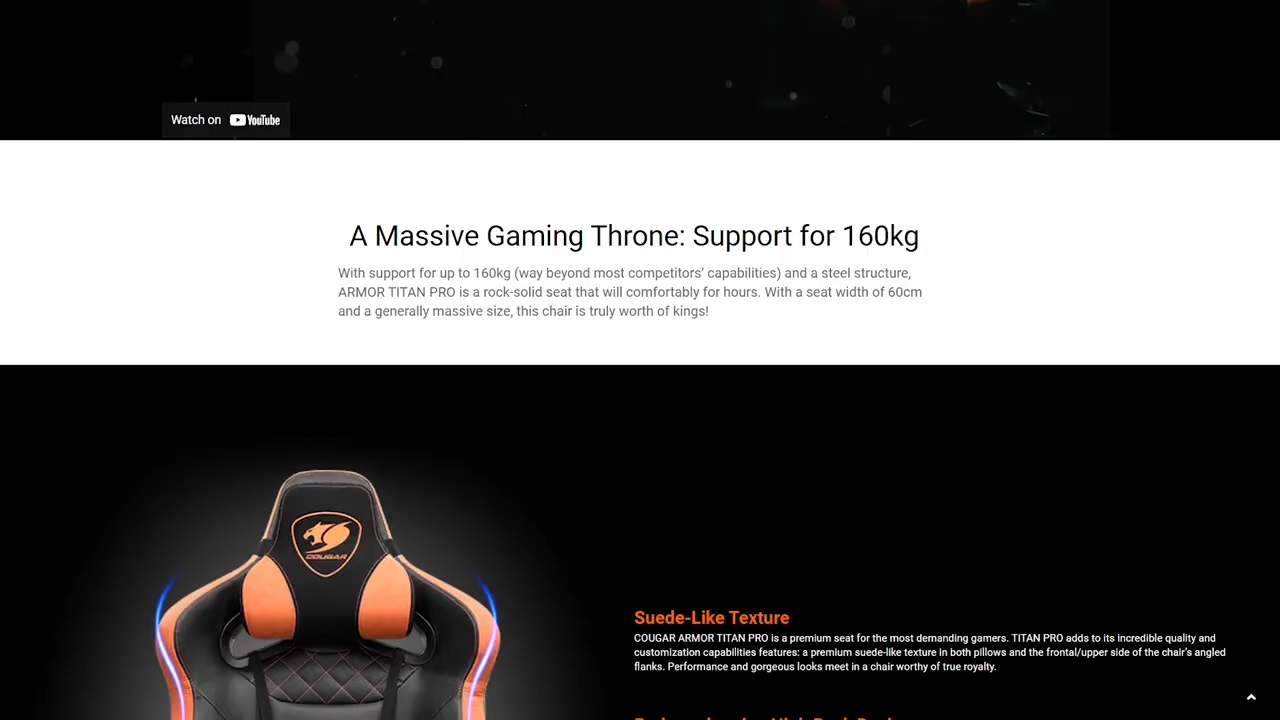 Watch on YouTube
A Massive Gaming Throne: Support for 160kg
With support for up to 160kg (way beyond most competitors’ capabilities) and a steel structure,
ARMOR TITAN PRO is a rock-solid seat that will comfortably for hours. With a seat width of 60cm
and a generally massive size, this chair is truly worth of kings!
COUGAR
Suede-Like Texture
COUGAR ARMOR TITAN PRO is a premium seat for the most demanding gamers. TITAN PRO adds to its incredible quality and
customization capabilities features: a premium suede-like texture in both pillows and the frontal/upper side of the chair's angled
flanks. Performance and gorgeous looks meet in a chair worthy of true royalty.